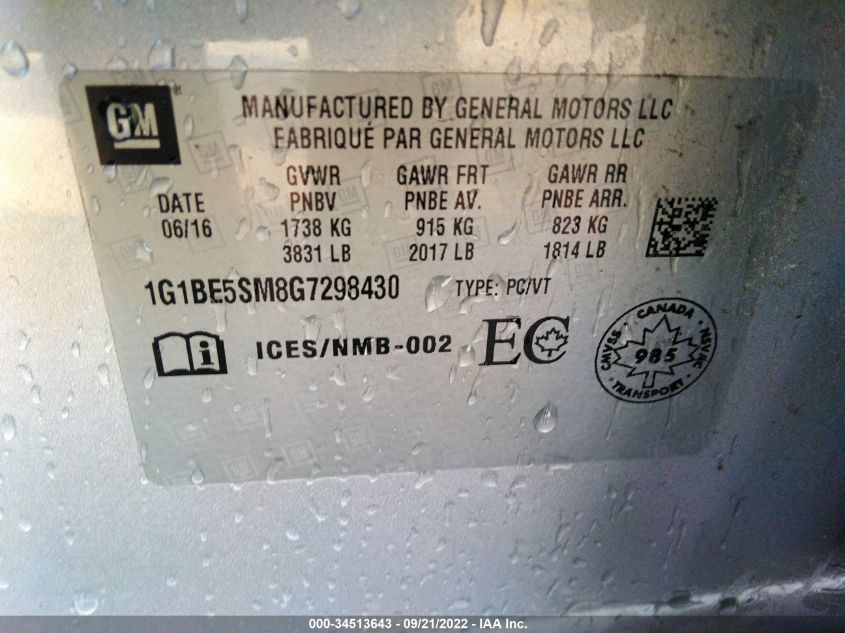 GM
MANUFACTURED BY GENERAL MOTORS LLC
FABRIQUÉ PAR GENERAL MOTORS LLC
DATE
06/16
GVWR
PNBV
1738 KG
3831 LB
GAWR FRT
PNBE AV.
915 KG
2017 LB
GAWR RR
PNBE ARR.
823 KG
1814 LB
1G1BE5SM8G7298430 TYPE: PC/VT
i ICES/NMB-002 EC
CANADA
CMVSS NSVAC
985
TRANSPORT
000-34513643 - 09/21/2022 - IAA Inc.